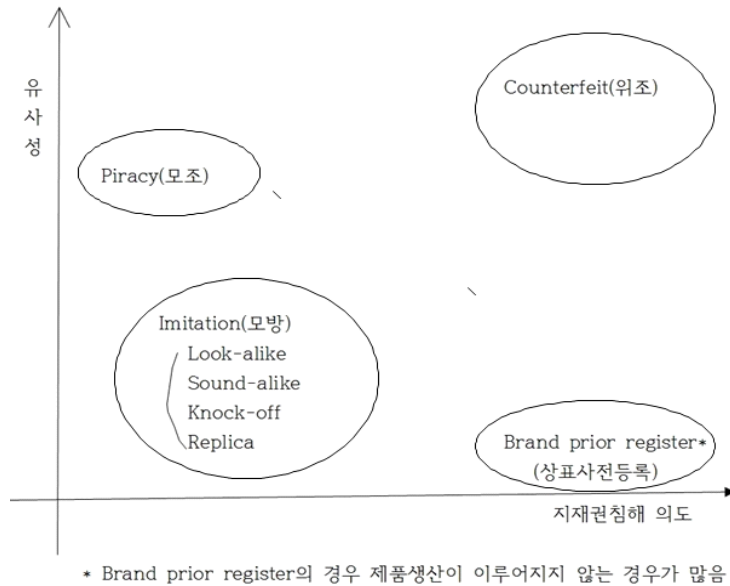 유
사
성
Counterfeit(위조)
Piracy(모조)
Imitation(모방)
Look-alike
Sound-alike
Knock-off
Replica
Brand prior register*
(상표사전등록)
지재권침해 의도
* Brand prior register의 경우 제품생산이 이루어지지 않는 경우가 많음